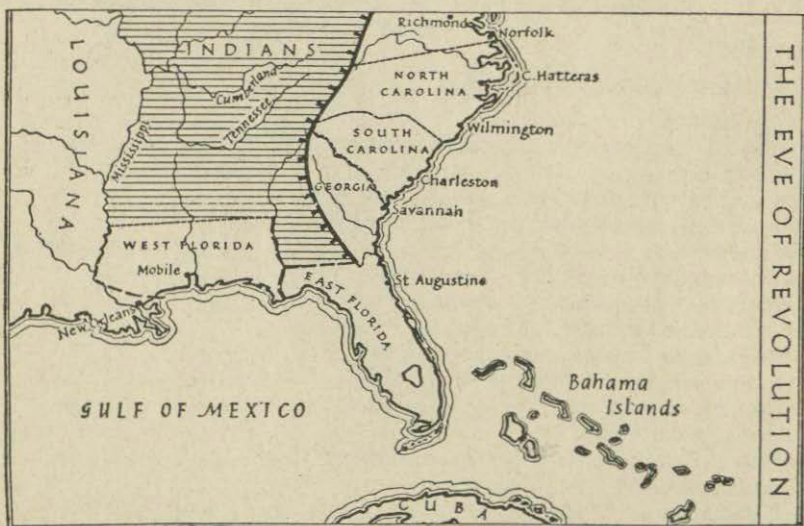 THE EVE OF REVOLUTION
Richmond
Norfolk
LOUISIANA
INDIANS
Cumberland
Tennessee
Mississippi
NORTH
CAROLINA
C. Hatteras
SOUTH
CAROLINA
Wilmington
GEORGIA
Charleston
Savannah
WEST FLORIDA
Mobile
New Orleans
EAST FLORIDA
St Augustine
GULF OF MEXICO
Bahama
Islands
CUBA